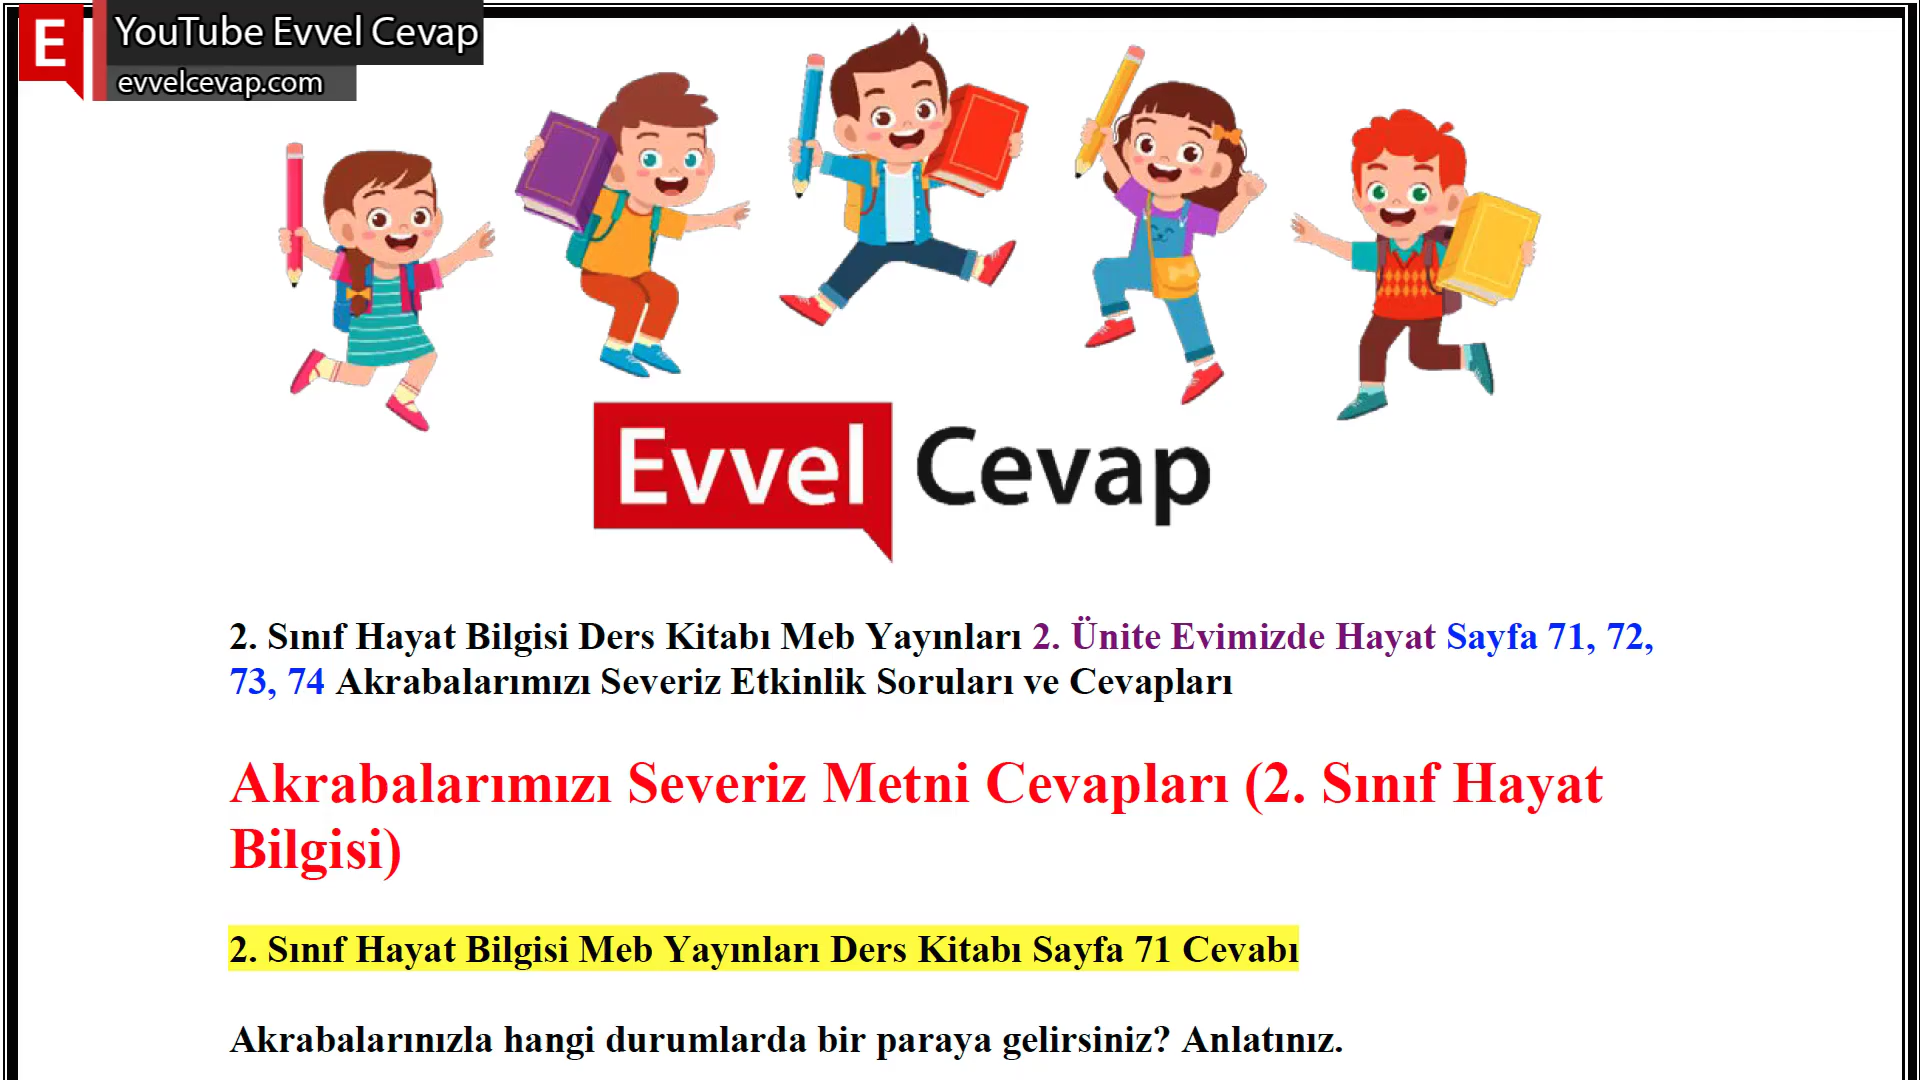 E
YouTube Evvel Cevap
evvelcevap.com
Evvel Cevap
2. Sınıf Hayat Bilgisi Ders Kitabı Meb Yayınları 2. Ünite Evimizde Hayat Sayfa 71, 72,
73, 74 Akrabalarımızı Severiz Etkinlik Soruları ve Cevapları
Akrabalarımızı Severiz Metni Cevapları (2. Sınıf Hayat
Bilgisi)
2. Sınıf Hayat Bilgisi Meb Yayınları Ders Kitabı Sayfa 71 Cevabı
Akrabalarınızla hangi durumlarda bir paraya gelirsiniz? Anlatınız.